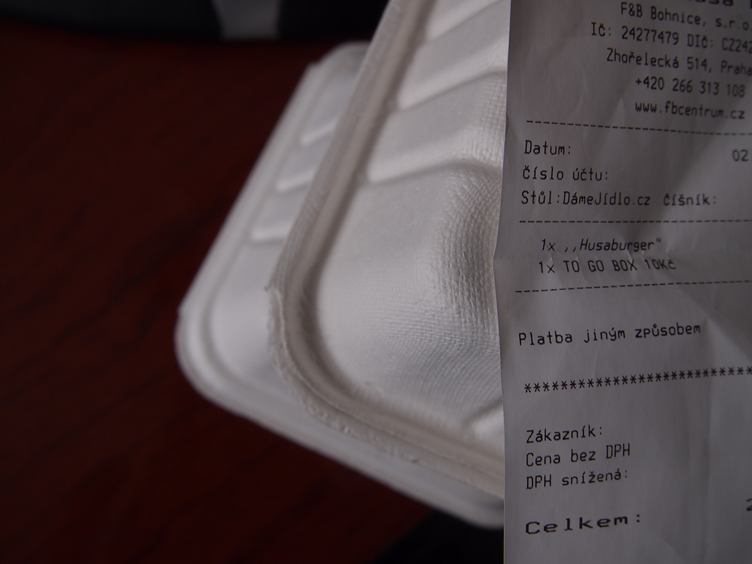 F&B Bohnice, s.r.o
IČ: 24277479 DIČ: CZ242
Zhořelecká 514, Praha
+420 266 313 108
www.fbcentrum.cz
Datum: 02
Číslo účtu:
Stůl:DámeJídlo.cz Číšník:
1x ,,Husaburger"
1x TO GO BOX 10Kč
Platba jiným způsobem
Zákazník:
Cena bez DPH
DPH snížená:
Celkem: